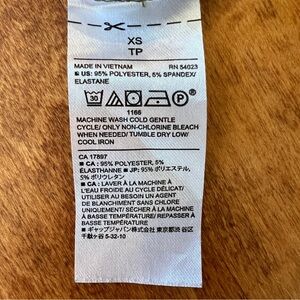 XS
TP
MADE IN VIETNAM RN 54023
■ US: 95% POLYESTER, 5% SPANDEX/
ELASTANE
30 P
1166
MACHINE WASH COLD GENTLE
CYCLE/ ONLY NON-CHLORINE BLEACH
WHEN NEEDED/ TUMBLE DRY LOW/
COOL IRON
CA 17897
■ CA : 95% POLYESTER, 5%
ÉLASTHANNE ■ JP: 95% ポリエステル,
5% ポリウレタン
■ CA : LAVER À LA MACHINE À
L'EAU FROIDE AU CYCLE DÉLICAT/
UTILISER AU BESOIN UN AGENT
DE BLANCHIMENT SANS CHLORE
UNIQUEMENT/ SÉCHER À LA MACHINE
À BASSE TEMPÉRATURE/ REPASSER À
BASSE TEMPÉRATURE
■ ギャップジャパン株式会社 東京都渋谷区
千駄ヶ谷 5-32-10